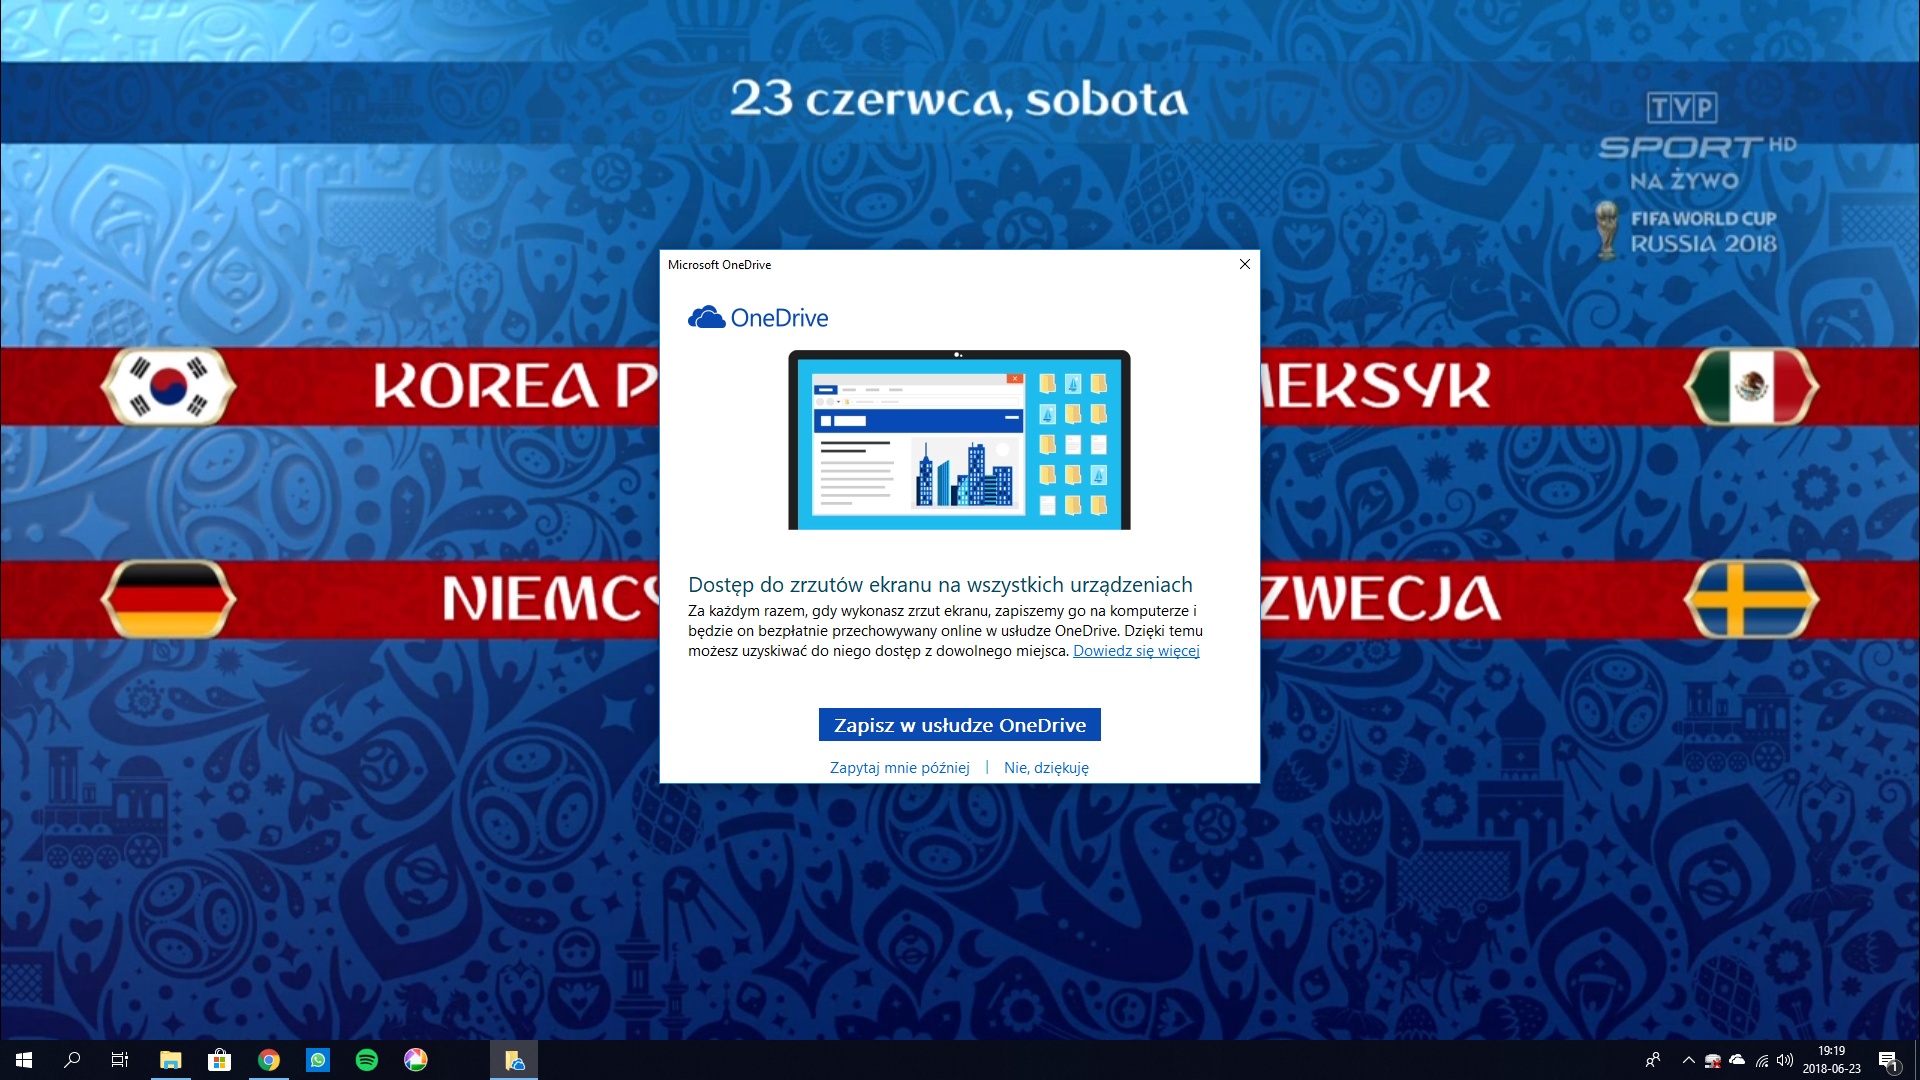 23 czerwca, sobota
TVP
SPORT HD
NA ŻYWO
FIFA WORLD CUP
RUSSIA 2018
Microsoft OneDrive
OneDrive
KOREA P
EKSYK
NIEMC
ZWECJA
Dostęp do zrzutów ekranu na wszystkich urządzeniach
Za każdym razem, gdy wykonasz zrzut ekranu, zapiszemy go na komputerze i
będzie on bezpłatnie przechowywany online w usłudze OneDrive. Dzięki temu
możesz uzyskiwać do niego dostęp z dowolnego miejsca. Dowiedz się więcej
Zapisz w usłudze OneDrive
Zapytaj mnie później | Nie, dziękuję
19:19
2018-06-23
1